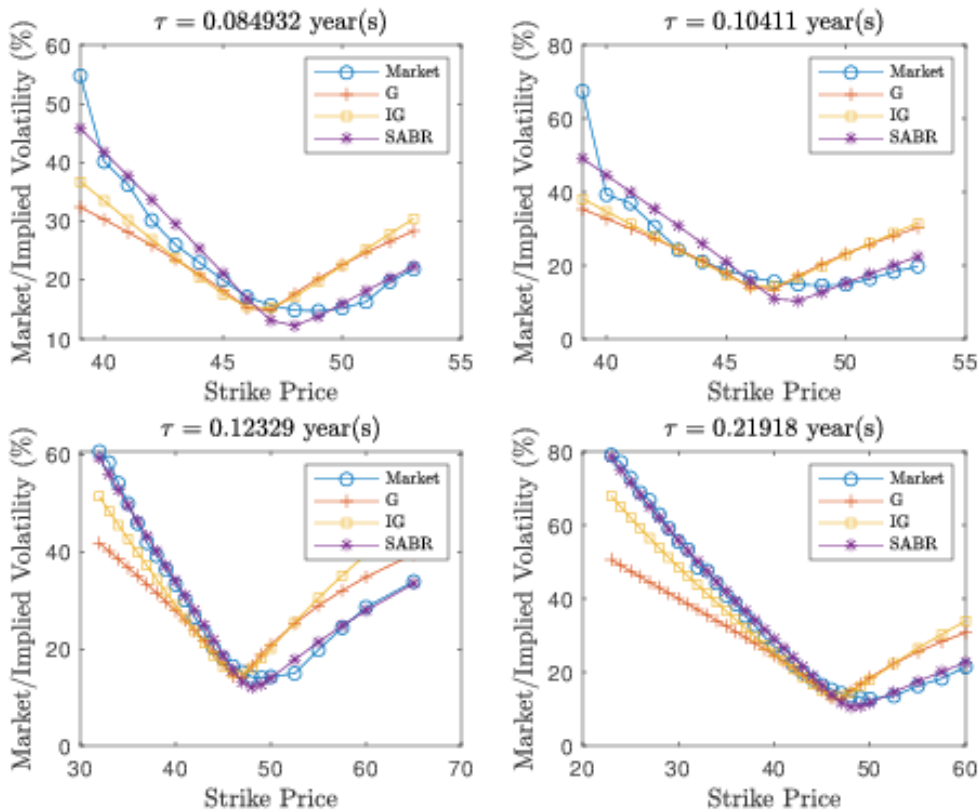 τ = 0.084932 year(s)
Market/Implied Volatility (%)
60
50
40
30
20
10
Market
G
IG
SABR
40 45 50 55
Strike Price
τ = 0.10411 year(s)
Market/Implied Volatility (%)
80
60
40
20
0
Market
G
IG
SABR
40 45 50 55
Strike Price
τ = 0.12329 year(s)
Market/Implied Volatility (%)
60
40
20
0
Market
G
IG
SABR
30 40 50 60 70
Strike Price
τ = 0.21918 year(s)
Market/Implied Volatility (%)
80
60
40
20
0
Market
G
IG
SABR
20 30 40 50 60
Strike Price